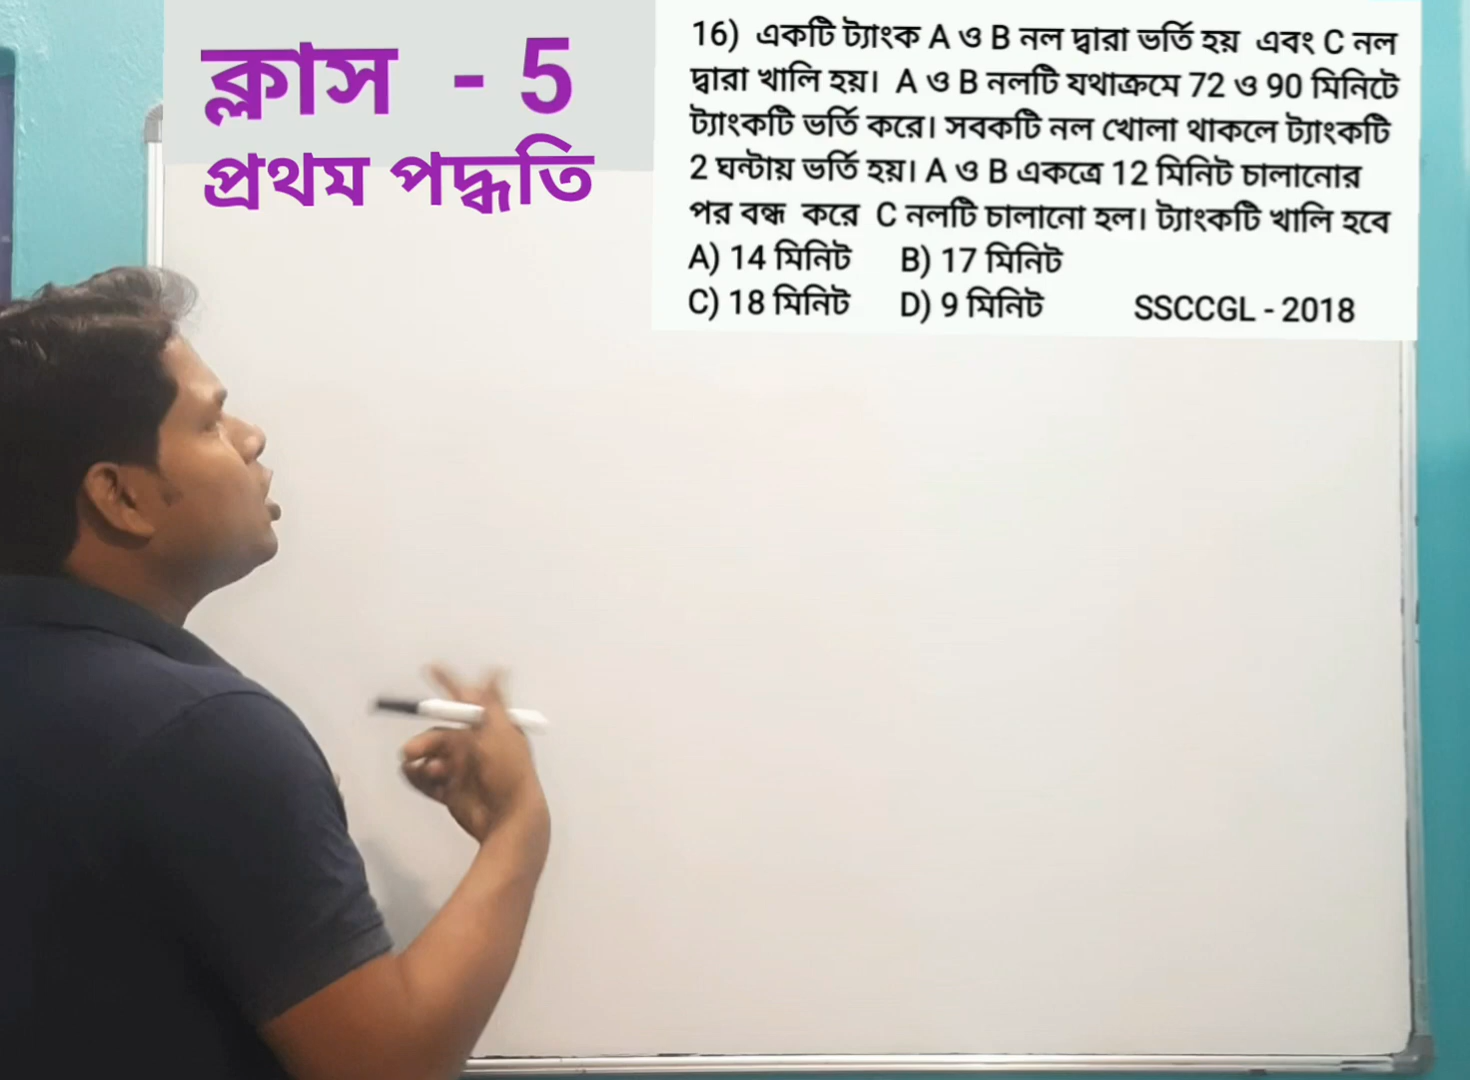 ক্লাস - 5
প্রথম পদ্ধতি
16) একটি ট্যাংক A ও B নল দ্বারা ভর্তি হয় এবং C নল
দ্বারা খালি হয়। A ও B নলটি যথাক্রমে 72 ও 90 মিনিটে
ট্যাংকটি ভর্তি করে। সবকটি নল খোলা থাকলে ট্যাংকটি
2 ঘন্টায় ভর্তি হয়। A ও B একত্রে 12 মিনিট চালানোর
পর বন্ধ করে C নলটি চালানো হল। ট্যাংকটি খালি হবে
A) 14 মিনিট B) 17 মিনিট
C) 18 মিনিট D) 9 মিনিট SSCCGL - 2018